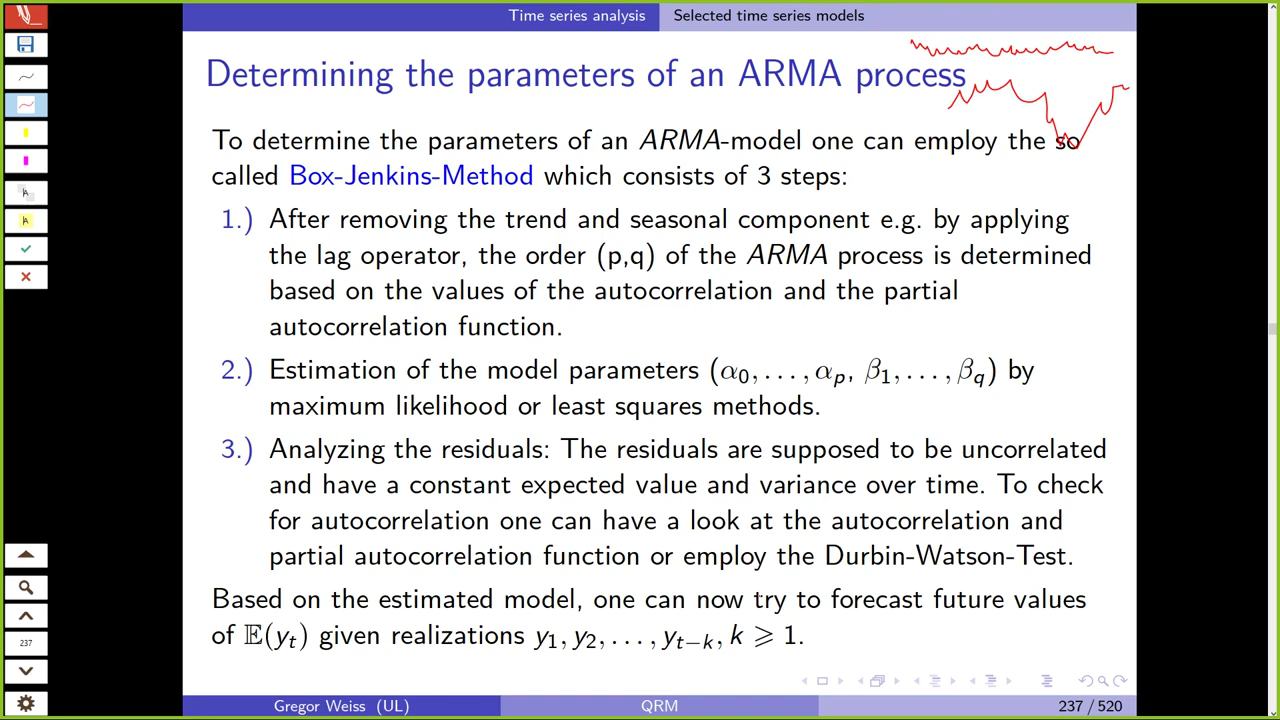 Time series analysis Selected time series models
Determining the parameters of an ARMA process
To determine the parameters of an ARMA-model one can employ the so
called Box-Jenkins-Method which consists of 3 steps:
1.) After removing the trend and seasonal component e.g. by applying
the lag operator, the order (p,q) of the ARMA process is determined
based on the values of the autocorrelation and the partial
autocorrelation function.
2.) Estimation of the model parameters (α₀, . . . , αₚ, β₁, . . . , β_q) by
maximum likelihood or least squares methods.
3.) Analyzing the residuals: The residuals are supposed to be uncorrelated
and have a constant expected value and variance over time. To check
for autocorrelation one can have a look at the autocorrelation and
partial autocorrelation function or employ the Durbin-Watson-Test.
Based on the estimated model, one can now try to forecast future values
of 𝔼(yₜ) given realizations y₁, y₂, . . . , yₜ₋ₖ, k ⩾ 1.
237
Gregor Weiss (UL) QRM 237 / 520